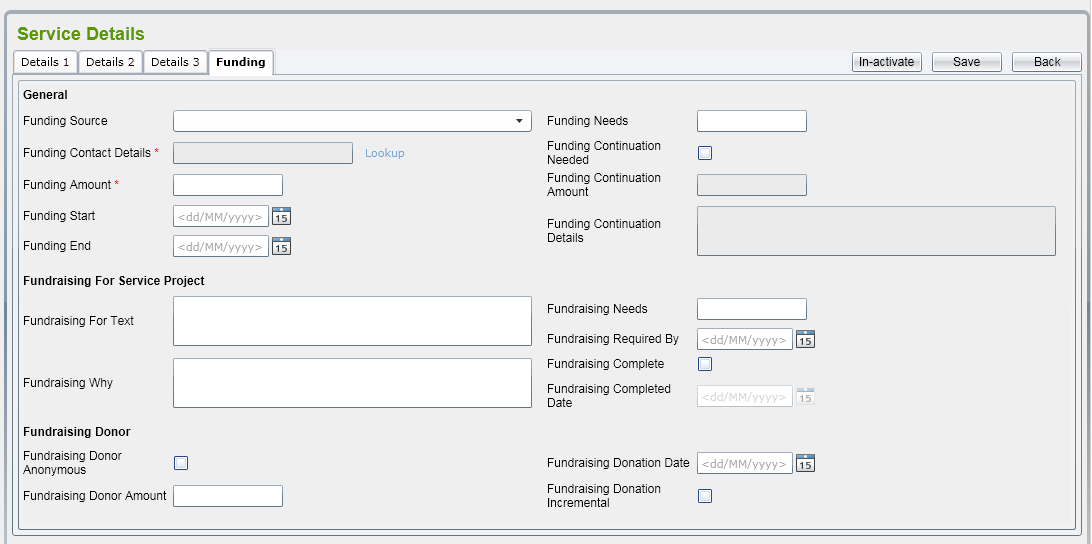 Service Details
Details 1 Details 2 Details 3 Funding In-activate Save Back
General
Funding Source Funding Needs
Funding Contact Details * Lookup Funding Continuation
Needed
Funding Amount * Funding Continuation
Amount
Funding Start <dd/MM/yyyy> 15 Funding Continuation
Details
Funding End <dd/MM/yyyy> 15
Fundraising For Service Project
Fundraising For Text Fundraising Needs
Fundraising Required By <dd/MM/yyyy> 15
Fundraising Why Fundraising Complete
Fundraising Completed
Date <dd/MM/yyyy> 15
Fundraising Donor
Fundraising Donor
Anonymous Fundraising Donation Date <dd/MM/yyyy> 15
Fundraising Donor Amount Fundraising Donation
Incremental